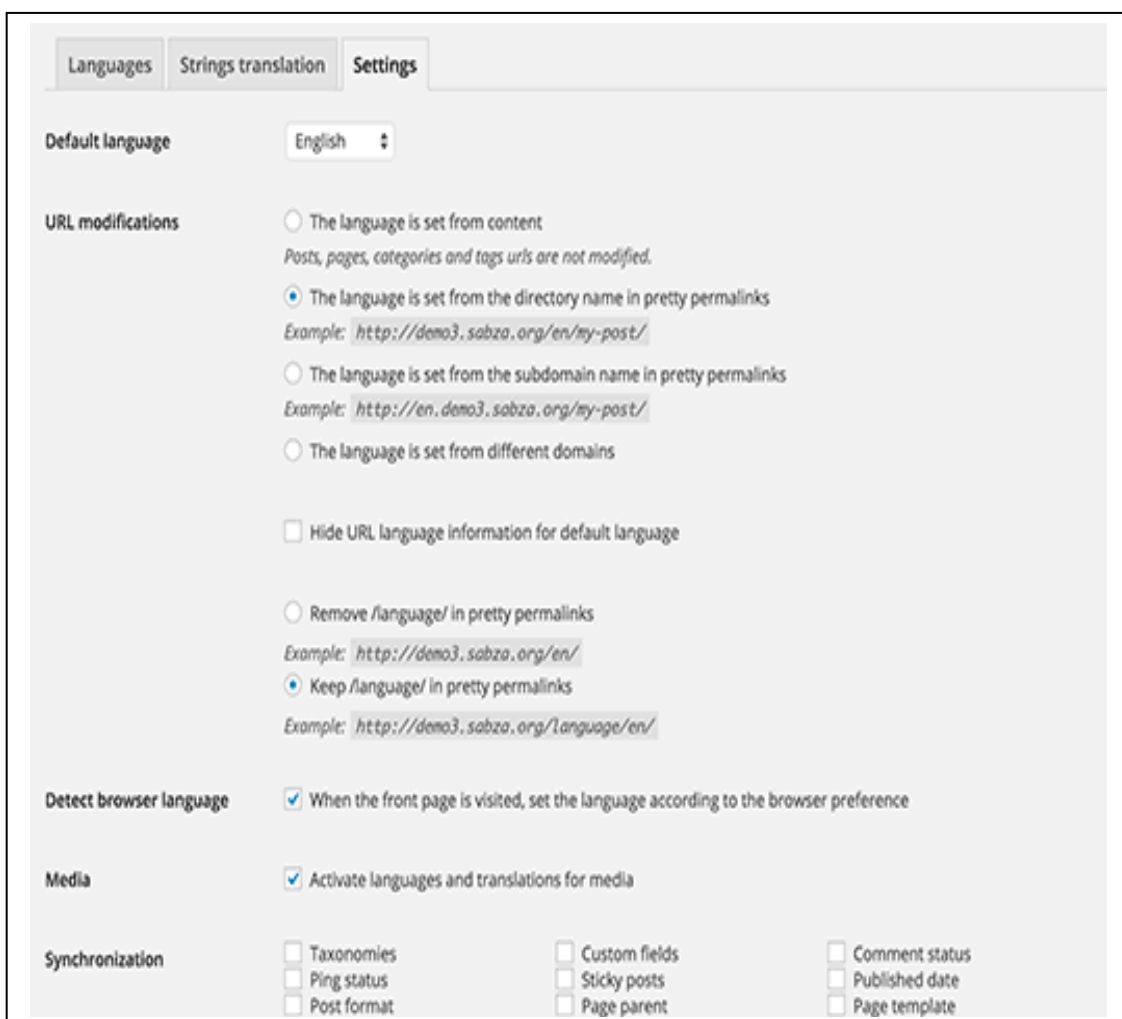 Languages Strings translation Settings
Default language English
URL modifications The language is set from content
Posts, pages, categories and tags urls are not modified.
The language is set from the directory name in pretty permalinks
Example: http://demo3.sabza.org/en/my-post/
The language is set from the subdomain name in pretty permalinks
Example: http://en.demo3.sabza.org/my-post/
The language is set from different domains
Hide URL language information for default language
Remove /language/ in pretty permalinks
Example: http://demo3.sabza.org/en/
Keep /language/ in pretty permalinks
Example: http://demo3.sabza.org/language/en/
Detect browser language When the front page is visited, set the language according to the browser preference
Media Activate languages and translations for media
Synchronization Taxonomies Custom fields Comment status
Ping status Sticky posts Published date
Post format Page parent Page template